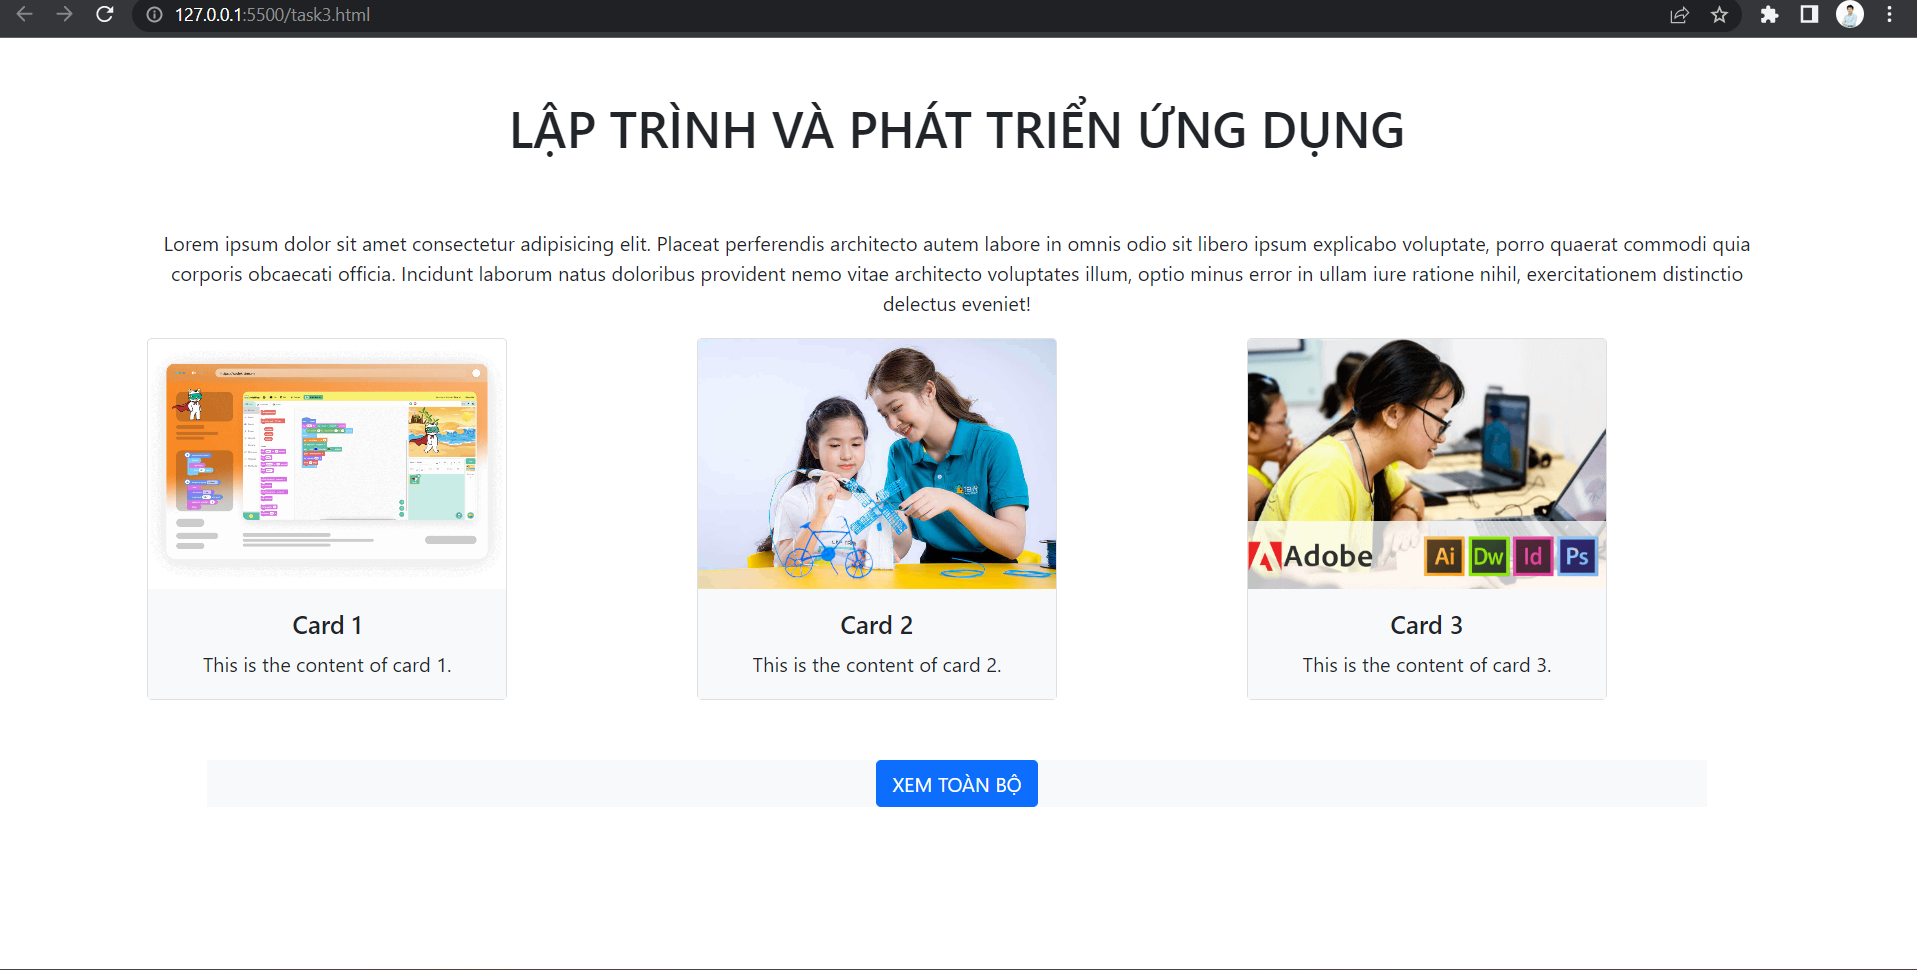 127.0.0.1:5500/task3.html
LẬP TRÌNH VÀ PHÁT TRIỂN ỨNG DỤNG
Lorem ipsum dolor sit amet consectetur adipisicing elit. Placeat perferendis architecto autem labore in omnis odio sit libero ipsum explicabo voluptate, porro quaerat commodi quia
corporis obcaecati officia. Incidunt laborum natus doloribus provident nemo vitae architecto voluptates illum, optio minus error in ullam iure ratione nihil, exercitationem distinctio
delectus eveniet!
Adobe Ai Dw Id Ps
Card 1
This is the content of card 1.
Card 2
This is the content of card 2.
Card 3
This is the content of card 3.
XEM TOÀN BỘ